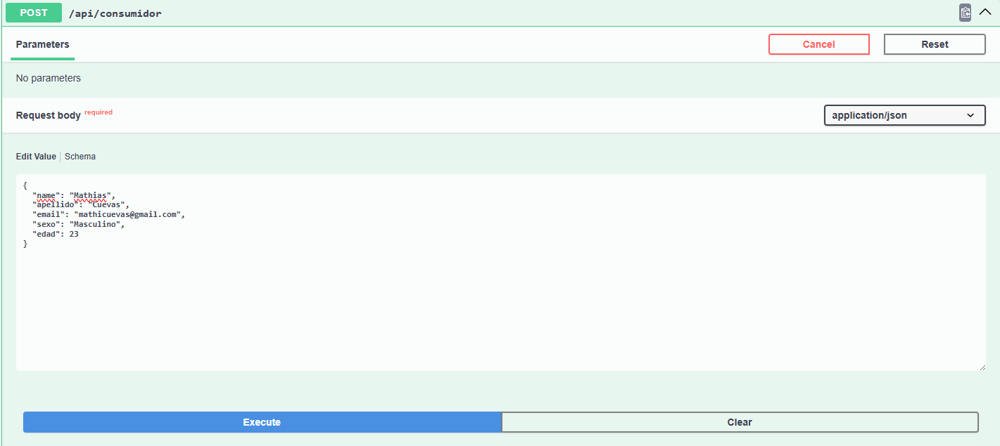 POST /api/consumidor
Parameters
Cancel
Reset
No parameters
Request body required
application/json
Edit Value | Schema
{
  "name": "Mathias",
  "apellido": "Cuevas",
  "email": "mathicuevas@gmail.com",
  "sexo": "Masculino",
  "edad": 23
}
Execute
Clear